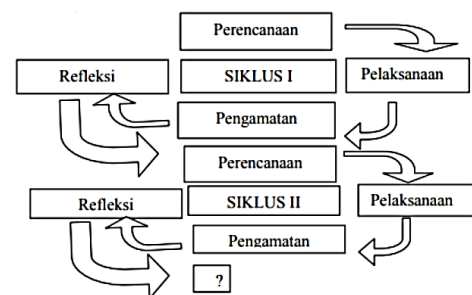 Perencanaan
Refleksi
SIKLUS I
Pelaksanaan
Pengamatan
Perencanaan
Refleksi
SIKLUS II
Pelaksanaan
Pengamatan
?